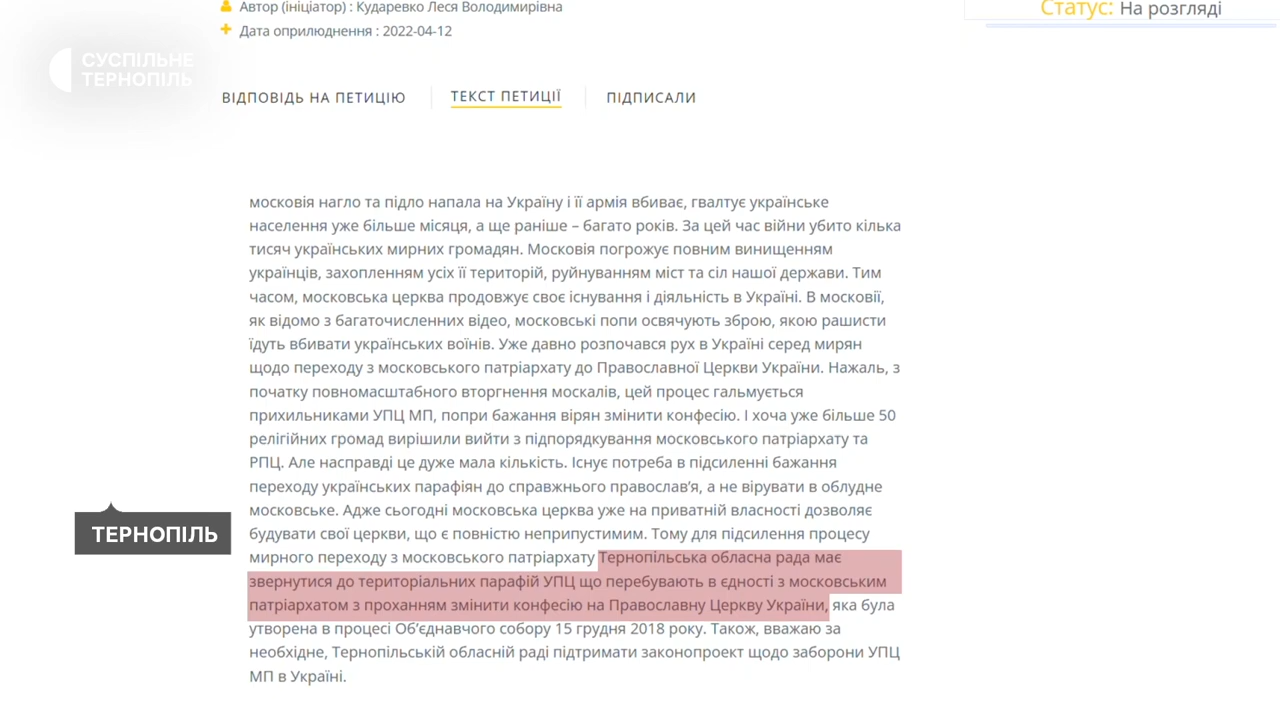 Автор (ініціатор) : Кударевко Леся Володимирівна
Статус: На розгляді
Дата оприлюднення : 2022-04-12
СУСПІЛЬНЕ
ТЕРНОПІЛЬ
ВІДПОВІДЬ НА ПЕТИЦІЮ
ТЕКСТ ПЕТИЦІЇ
ПІДПИСАЛИ
московія нагло та підло напала на Україну і її армія вбиває, гвалтує українське
населення уже більше місяця, а ще раніше – багато років. За цей час війни убито кілька
тисяч українських мирних громадян. Московія погрожує повним винищенням
українців, захопленням усіх її територій, руйнуванням міст та сіл нашої держави. Тим
часом, московська церква продовжує своє існування і діяльність в Україні. В московії,
як відомо з багаточисленних відео, московські попи освячують зброю, якою рашисти
їдуть вбивати українських воїнів. Уже давно розпочався рух в Україні серед мирян
щодо переходу з московського патріархату до Православної Церкви України. Нажаль, з
початку повномасштабного вторгнення москалів, цей процес гальмується
прихильниками УПЦ МП, попри бажання вірян змінити конфесію. І хоча уже більше 50
релігійних громад вирішили вийти з підпорядкування московського патріархату та
РПЦ. Але насправді це дуже мала кількість. Існує потреба в підсиленні бажання
переходу українських парафіян до справжнього православ’я, а не вірувати в облудне
московське. Адже сьогодні московська церква уже на приватній власності дозволяє
будувати свої церкви, що є повністю неприпустимим. Тому для підсилення процесу
мирного переходу з московського патріархату Тернопільська обласна рада має
звернутися до територіальних парафій УПЦ що перебувають в єдності з московським
патріархатом з проханням змінити конфесію на Православну Церкву України, яка була
утворена в процесі Об’єднавчого собору 15 грудня 2018 року. Також, вважаю за
необхідне, Тернопільській обласній раді підтримати законопроект щодо заборони УПЦ
МП в Україні.
ТЕРНОПІЛЬ